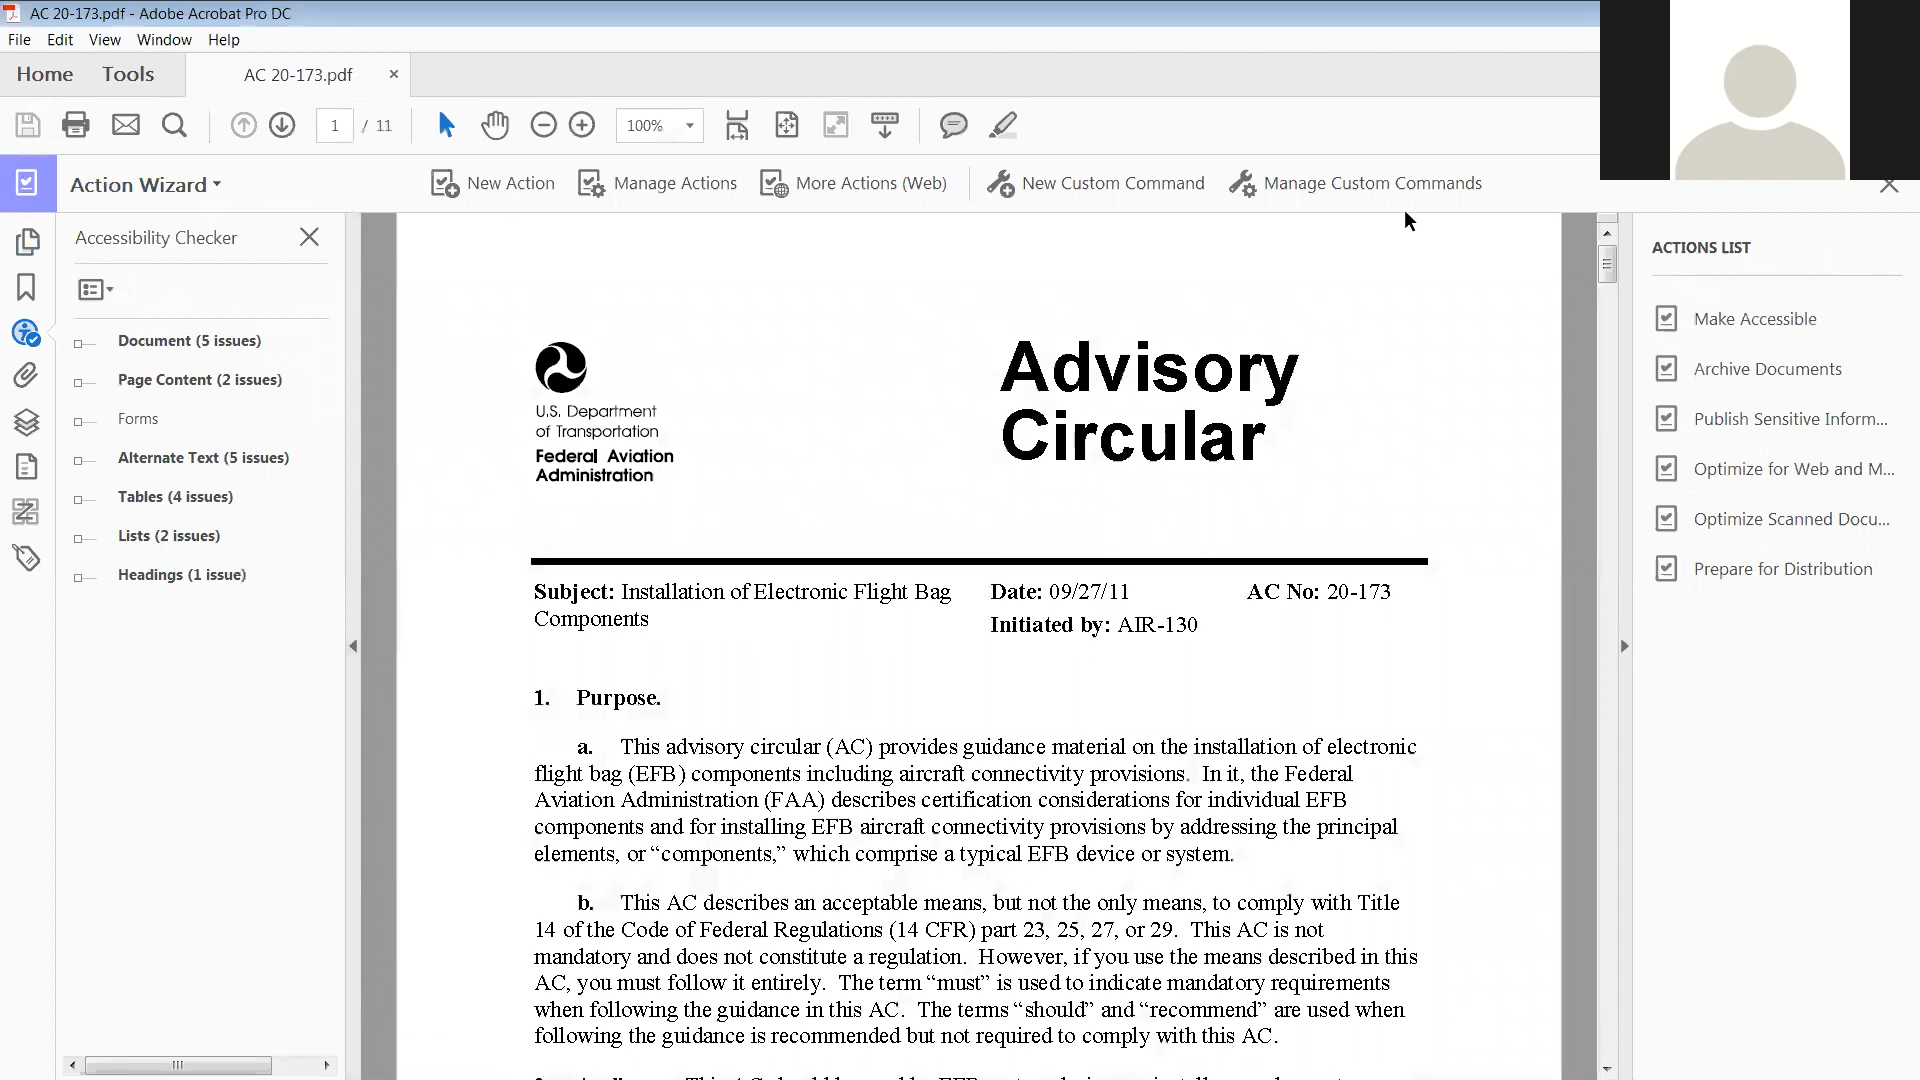 AC 20-173.pdf - Adobe Acrobat Pro DC
File Edit View Window Help
Home Tools AC 20-173.pdf ×
1 / 11 100%
Action Wizard New Action Manage Actions More Actions (Web) New Custom Command Manage Custom Commands
Accessibility Checker
Document (5 issues)
Page Content (2 issues)
Forms
Alternate Text (5 issues)
Tables (4 issues)
Lists (2 issues)
Headings (1 issue)
U.S. Department
of Transportation
Federal Aviation
Administration
Advisory
Circular
Subject: Installation of Electronic Flight Bag
Components
Date: 09/27/11
Initiated by: AIR-130
AC No: 20-173
1. Purpose.
a. This advisory circular (AC) provides guidance material on the installation of electronic
flight bag (EFB) components including aircraft connectivity provisions. In it, the Federal
Aviation Administration (FAA) describes certification considerations for individual EFB
components and for installing EFB aircraft connectivity provisions by addressing the principal
elements, or “components,” which comprise a typical EFB device or system.
b. This AC describes an acceptable means, but not the only means, to comply with Title
14 of the Code of Federal Regulations (14 CFR) part 23, 25, 27, or 29. This AC is not
mandatory and does not constitute a regulation. However, if you use the means described in this
AC, you must follow it entirely. The term “must” is used to indicate mandatory requirements
when following the guidance in this AC. The terms “should” and “recommend” are used when
following the guidance is recommended but not required to comply with this AC.
ACTIONS LIST
Make Accessible
Archive Documents
Publish Sensitive Inform...
Optimize for Web and M...
Optimize Scanned Docu...
Prepare for Distribution